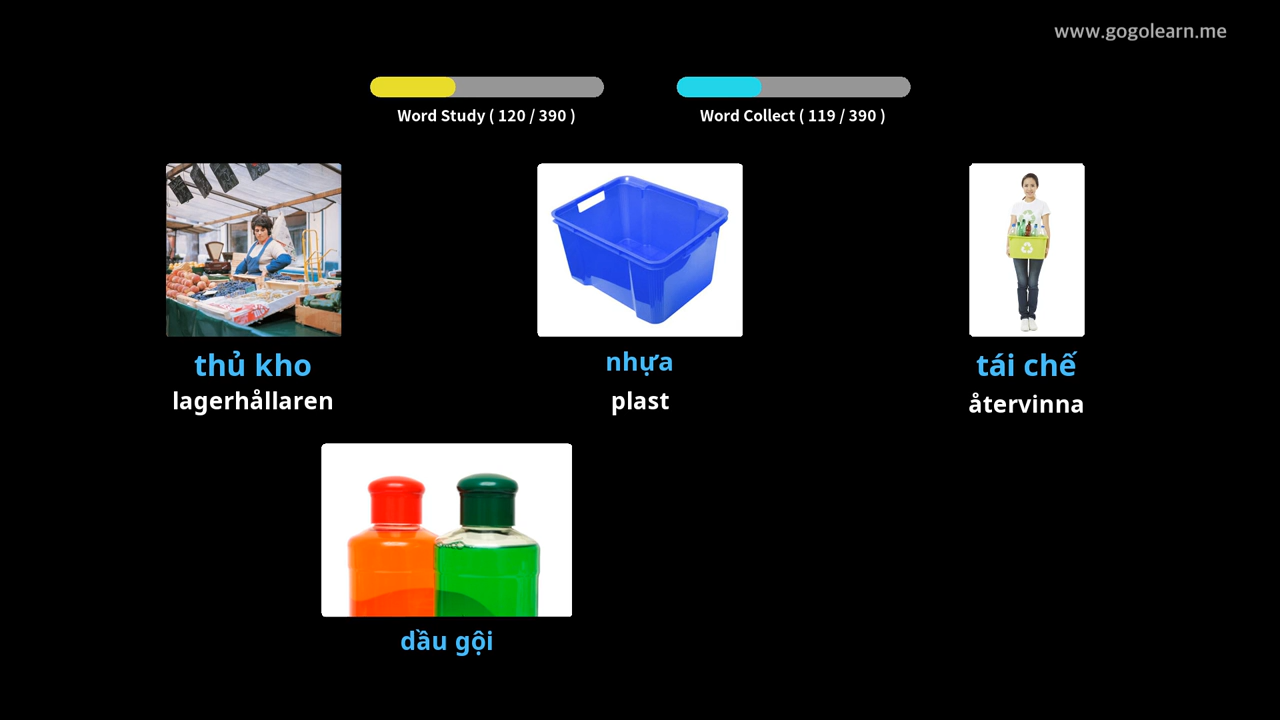 www.gogolearn.me
Word Study ( 120 / 390 )
Word Collect ( 119 / 390 )
thủ kho
lagerhållaren
nhựa
plast
tái chế
återvinna
dầu gội